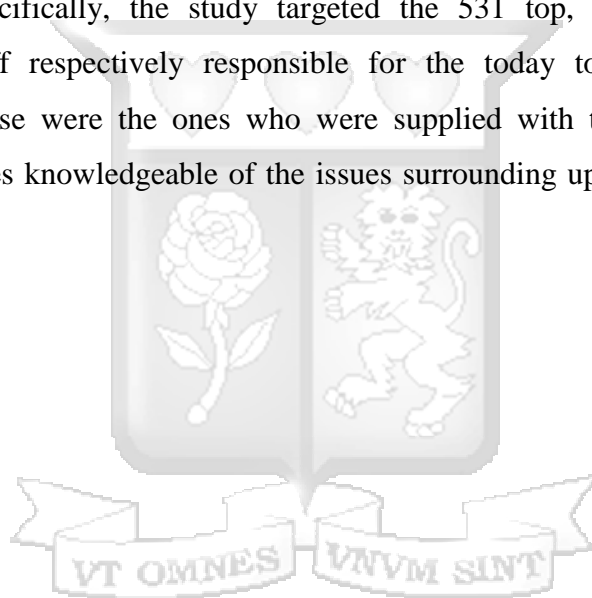 cifically, the study targeted the 531 top,
f respectively responsible for the today to
se were the ones who were supplied with t
es knowledgeable of the issues surrounding up
VT OMNES VNVM SINT